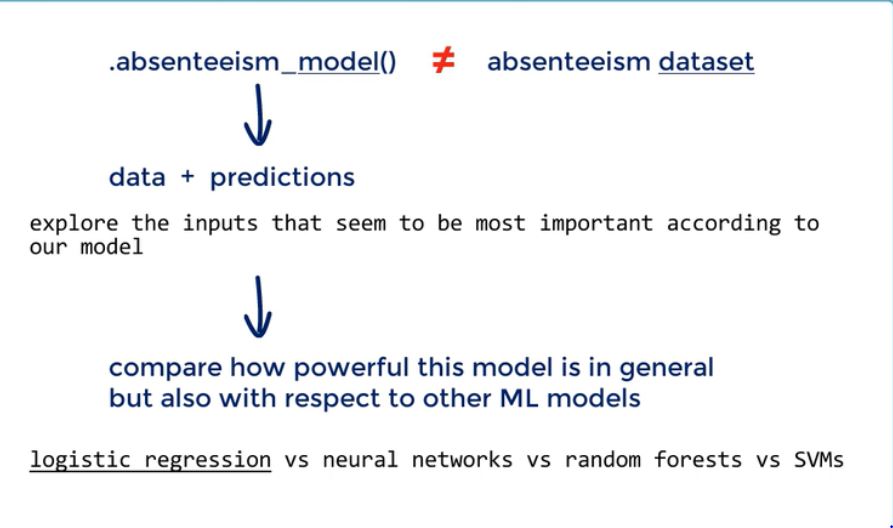 .absenteeism_model() ≠ absenteeism dataset
data + predictions
explore the inputs that seem to be most important according to
our model
compare how powerful this model is in general
but also with respect to other ML models
logistic regression vs neural networks vs random forests vs SVMs